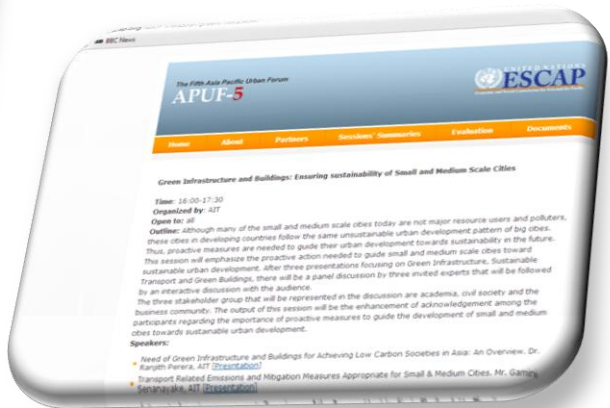 BBC News
The Fifth Asia Pacific Urban Forum
APUF-5
UNITED NATIONS
ESCAP
Home About Partners Sessions' Summaries Evaluation Documents
Green Infrastructure and Buildings: Ensuring sustainability of Small and Medium Scale Cities
Time: 16:00-17:30
Organized by: AIT
Open to: all
Outline: Although many of the small and medium scale cities today are not major resource users and polluters,
these cities in developing countries follow the same unsustainable urban development pattern of big cities.
Thus, proactive measures are needed to guide their urban development towards sustainability in the future.
This session will emphasize the proactive action needed to guide small and medium scale cities toward
sustainable urban development. After three presentations focusing on Green Infrastructure, Sustainable
Transport and Green Buildings, there will be a panel discussion by three invited experts that will be followed
by an interactive discussion with the audience.
The three stakeholder group that will be represented in the discussion are academia, civil society and the
business community. The output of this session will be the enhancement of acknowledgement among the
participants regarding the importance of proactive measures to guide the development of small and medium
cities towards sustainable urban development.
Speakers:
Need of Green Infrastructure and Buildings for Achieving Low Carbon Societies in Asia: An Overview. Dr.
Ranjith Perera, AIT [Presentation]
Transport Related Emissions and Mitigation Measures Appropriate for Small & Medium Cities. Mr. Gamini
Senanayake, AIT [Presentation]